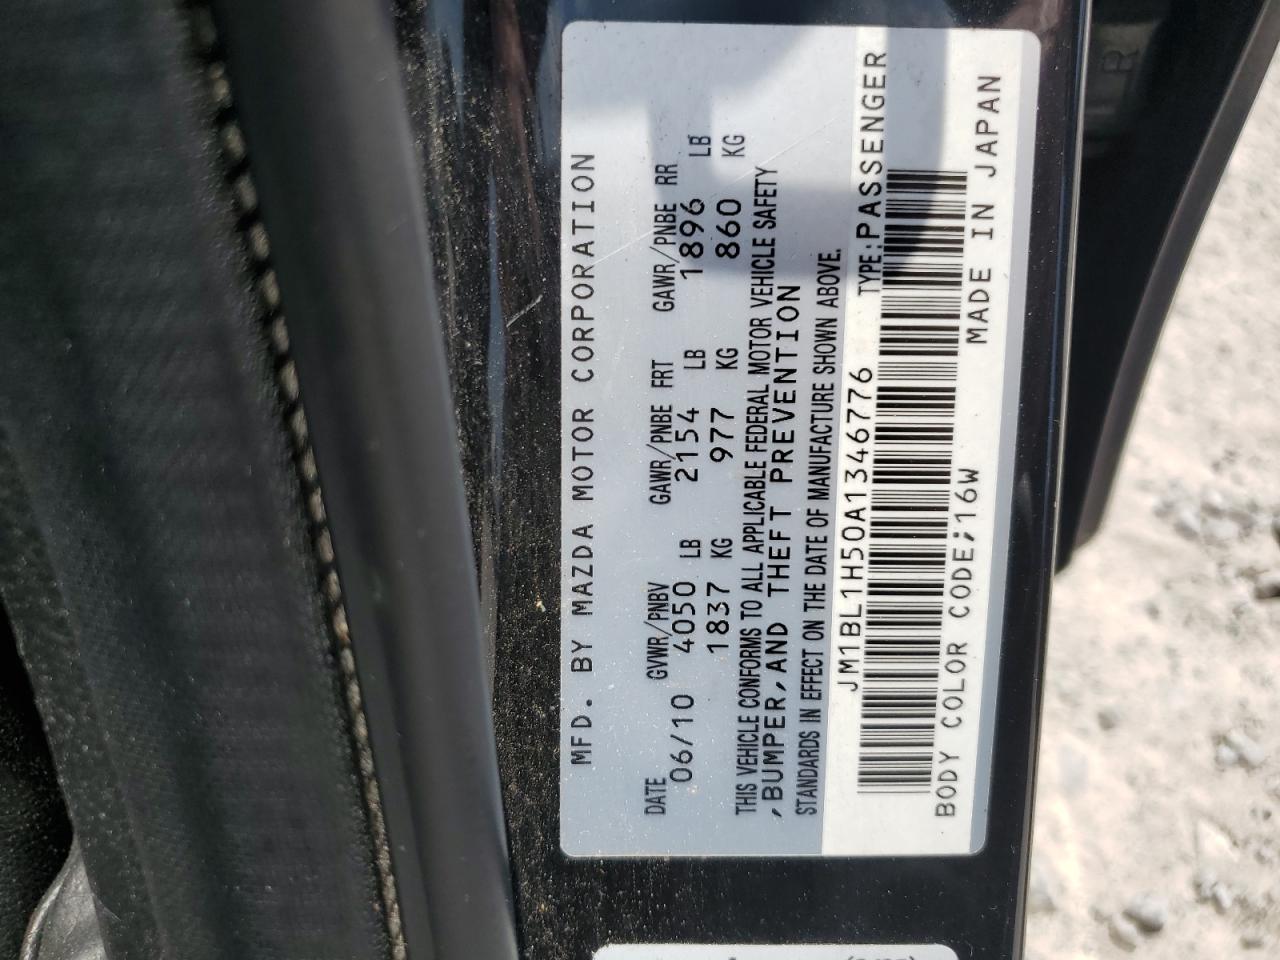 MFD. BY MAZDA MOTOR CORPORATION
DATE GVWR/PNBV GAWR/PNBE FRT GAWR/PNBE RR
06/10 4050 LB 2154 LB 1896 LB
1837 KG 977 KG 860 KG
THIS VEHICLE CONFORMS TO ALL APPLICABLE FEDERAL MOTOR VEHICLE SAFETY
,BUMPER,AND THEFT PREVENTION
STANDARDS IN EFFECT ON THE DATE OF MANUFACTURE SHOWN ABOVE.
JM1BL1H50A1346776 TYPE:PASSENGER
BODY COLOR CODE;16W MADE IN JAPAN